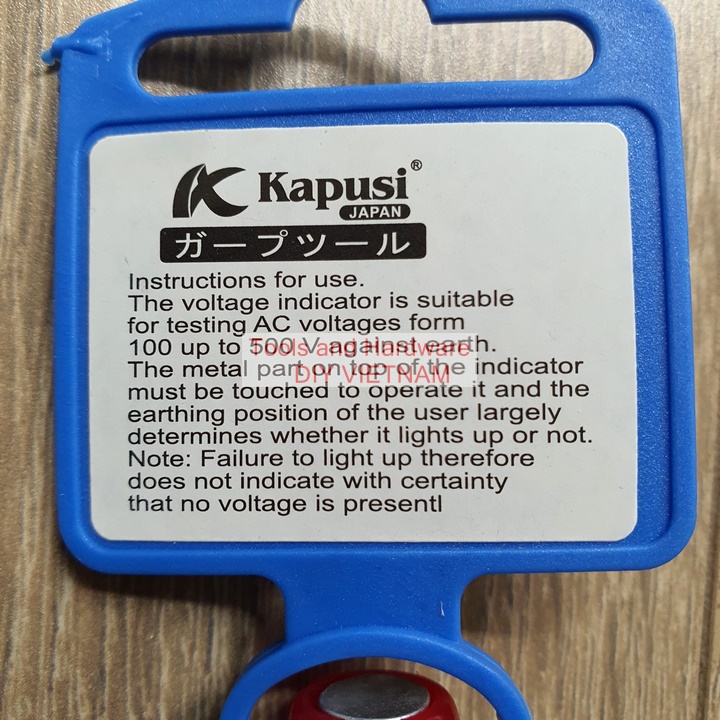 Kapusi®
JAPAN
ガープツール
Instructions for use.
The voltage indicator is suitable
for testing AC voltages form
100 up to 500 V angainst earth.
Tools and Hardware
The metal part on top of the indicator
DIY VIETNAM
must be touched to operate it and the
earthing position of the user largely
determines whether it lights up or not.
Note: Failure to light up therefore
does not indicate with certainty
that no voltage is presentl